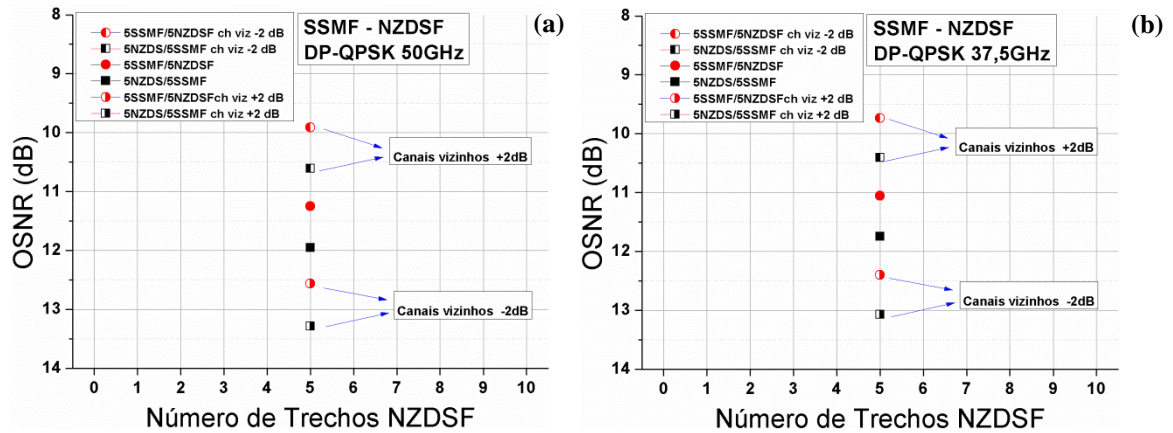 (a)
SSMF - NZDSF
DP-QPSK 50GHz
5SSMF/5NZDSF ch viz -2 dB
5NZDS/5SSMF ch viz -2 dB
5SSMF/5NZDSF
5NZDS/5SSMF
5SSMF/5NZDSFch viz +2 dB
5NZDS/5SSMF ch viz +2 dB
Canais vizinhos +2dB
Canais vizinhos -2dB
OSNR (dB)
8
9
10
11
12
13
14
0 1 2 3 4 5 6 7 8 9 10
Número de Trechos NZDSF
(b)
SSMF - NZDSF
DP-QPSK 37,5GHz
5SSMF/5NZDSF ch viz -2 dB
5NZDS/5SSMF ch viz -2 dB
5SSMF/5NZDSF
5NZDS/5SSMF
5SSMF/5NZDSFch viz +2 dB
5NZDS/5SSMF ch viz +2 dB
Canais vizinhos +2dB
Canais vizinhos -2dB
OSNR (dB)
8
9
10
11
12
13
14
0 1 2 3 4 5 6 7 8 9 10
Número de Trechos NZDSF